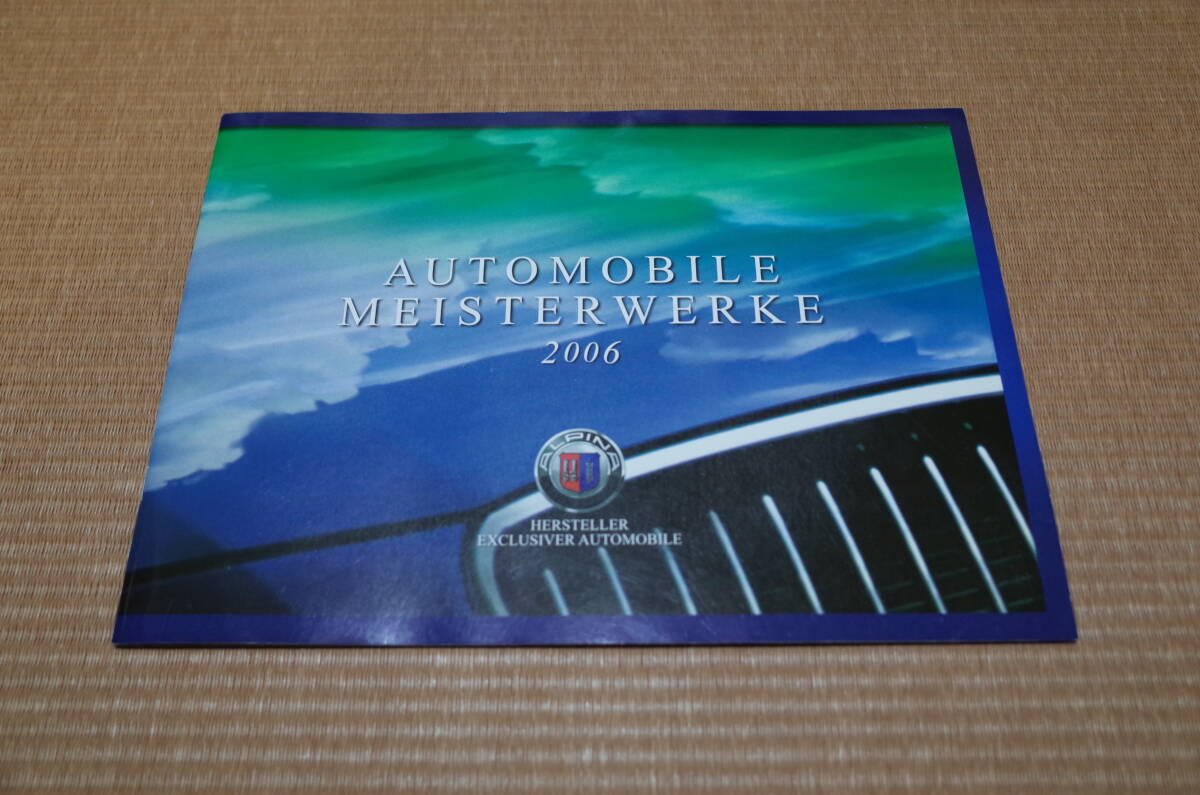 AUTOMOBILE
MEISTERWERKE
2006
ALPINA
HERSTELLER
EXCLUSIVER AUTOMOBILE